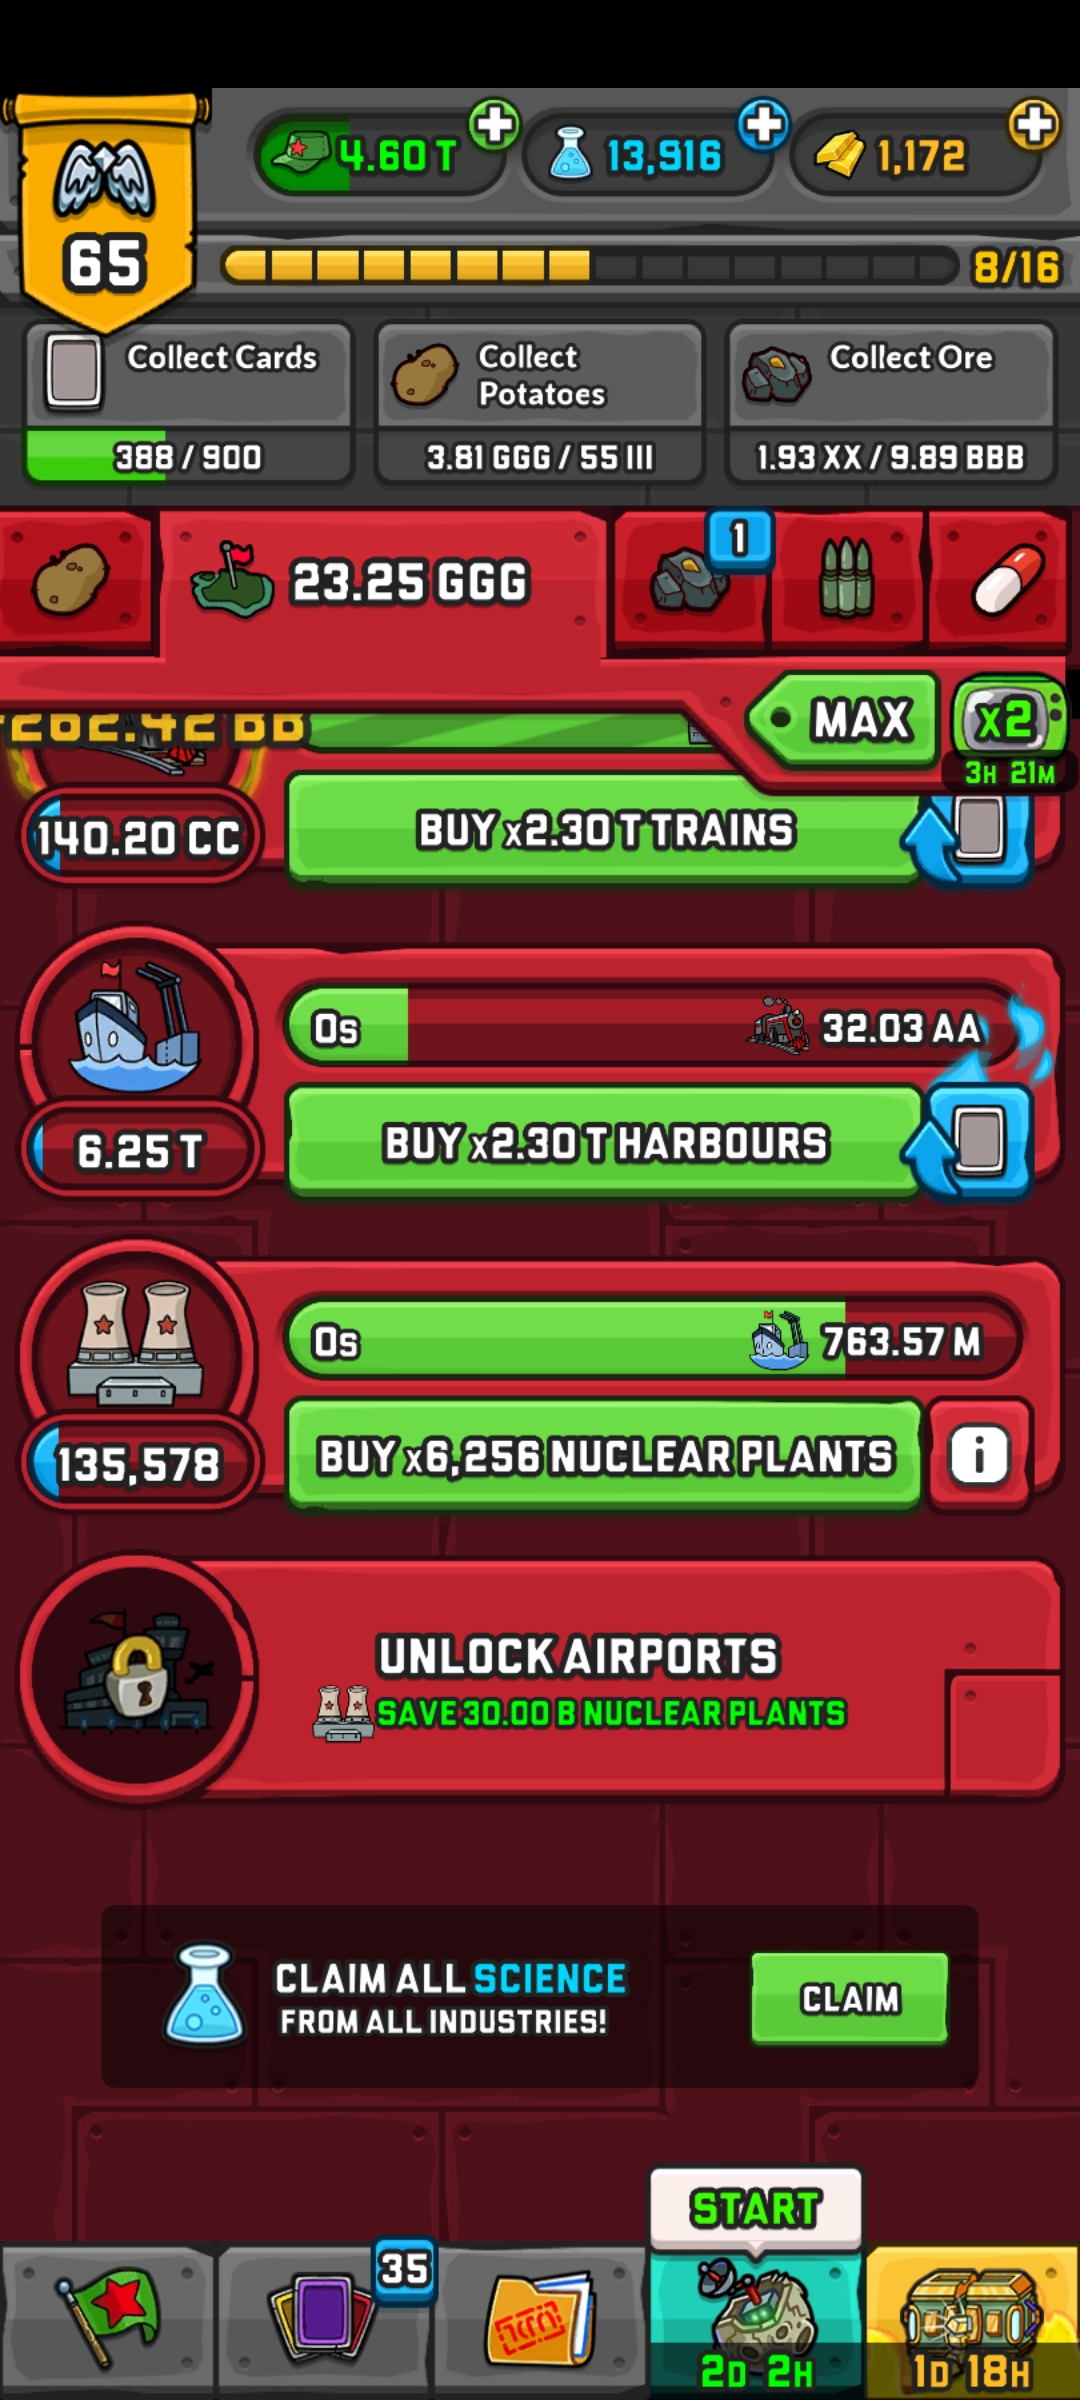 4.60 T
13,916
1,172
65
8/16
Collect Cards
388 / 900
Collect
Potatoes
3.81 GGG / 55 III
Collect Ore
1.93 XX / 9.89 BBB
23.25 GGG
1
MAX
x2
3H 21M
262.42 BB
140.20 CC
BUY x2.30 T TRAINS
0s
32.03 AA
6.25 T
BUY x2.30 T HARBOURS
0s
763.57 M
135,578
BUY x6,256 NUCLEAR PLANTS
i
UNLOCK AIRPORTS
SAVE 30.00 B NUCLEAR PLANTS
CLAIM ALL SCIENCE
FROM ALL INDUSTRIES!
CLAIM
START
35
2D 2H
1D 18H